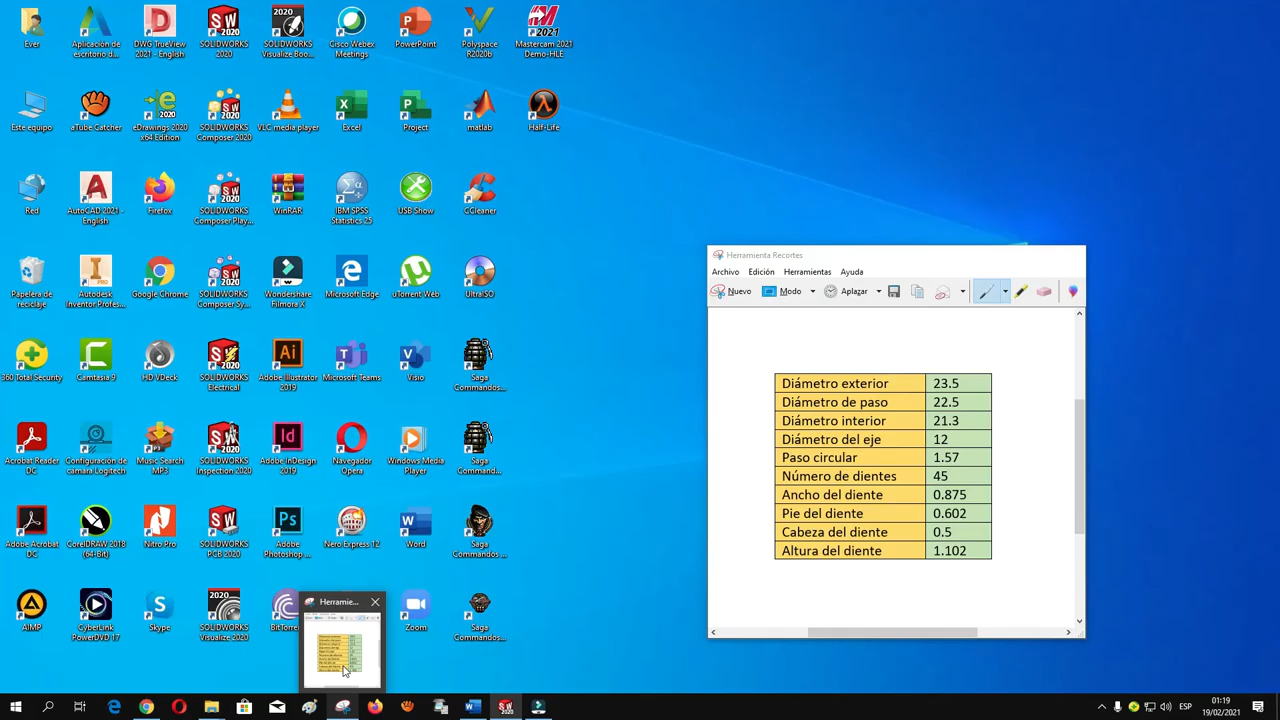 Ever
Aplicación de escritorio d...
DWG TrueView 2021 - English
SOLIDWORKS 2020
SOLIDWORKS Visualize Boo...
Cisco Webex Meetings
PowerPoint
Polyspace R2020b
Mastercam 2021 Demo-HLE
Este equipo
aTube Catcher
eDrawings 2020 x64 Edition
SOLIDWORKS Composer 2020
VLC media player
Excel
Project
matlab
Half-Life
Red
AutoCAD 2021 - English
Firefox
SOLIDWORKS Composer Play...
WinRAR
IBM SPSS Statistics 25
USB Show
CCleaner
Papelera de reciclaje
Autodesk Inventor Profes...
Google Chrome
SOLIDWORKS Composer Sy...
Wondershare Filmora X
Microsoft Edge
uTorrent Web
UltraISO
360 Total Security
Camtasia 9
HD VDeck
SOLIDWORKS Electrical
Adobe Illustrator 2019
Microsoft Teams
Visio
Saga Commandos...
Acrobat Reader DC
Configuración de cámara Logitech
Music Search MP3
SOLIDWORKS Inspection 2020
Adobe InDesign 2019
Navegador Opera
Windows Media Player
Saga Command...
Adobe Acrobat DC
CorelDRAW 2018 (64-Bit)
Nitro Pro
SOLIDWORKS PCB 2020
Adobe Photoshop ...
Nero Express 12
Word
Saga Commandos ...
AIMP
CyberLink PowerDVD 17
Skype
SOLIDWORKS Visualize 2020
BitTorre
Zoom
Saga Commandos...
Herramie...
Herramienta Recortes
Archivo Edición Herramientas Ayuda
Nuevo Modo Aplazar
Diámetro exterior 23.5
Diámetro de paso 22.5
Diámetro interior 21.3
Diámetro del eje 12
Paso circular 1.57
Número de dientes 45
Ancho del diente 0.875
Pie del diente 0.602
Cabeza del diente 0.5
Altura del diente 1.102
ESP
01:19
19/02/2021